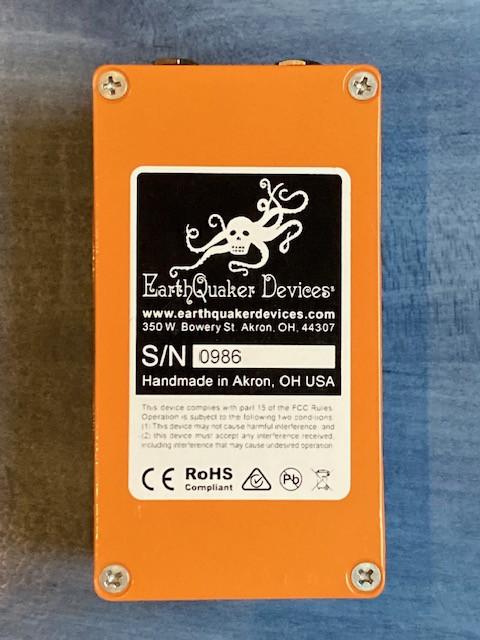 EarthQuaker Devices
www.earthquakerdevices.com
350 W. Bowery St. Akron, OH, 44307
S/N 0986
Handmade in Akron, OH USA
This device complies with part 15 of the FCC Rules.
Operation is subject to the following two conditions:
(1) This device may not cause harmful interference, and
(2) this device must accept any interference received,
including interference that may cause undesired operation.
CE RoHS Pb
Compliant